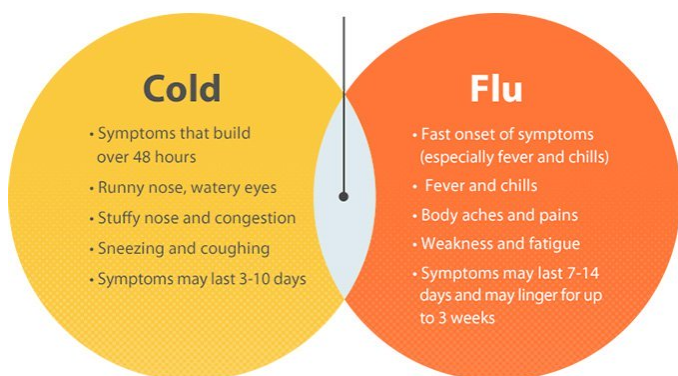 Cold
• Symptoms that build
over 48 hours
• Runny nose, watery eyes
• Stuffy nose and congestion
• Sneezing and coughing
• Symptoms may last 3-10 days
Flu
• Fast onset of symptoms
(especially fever and chills)
• Fever and chills
• Body aches and pains
• Weakness and fatigue
• Symptoms may last 7-14
days and may linger for up
to 3 weeks